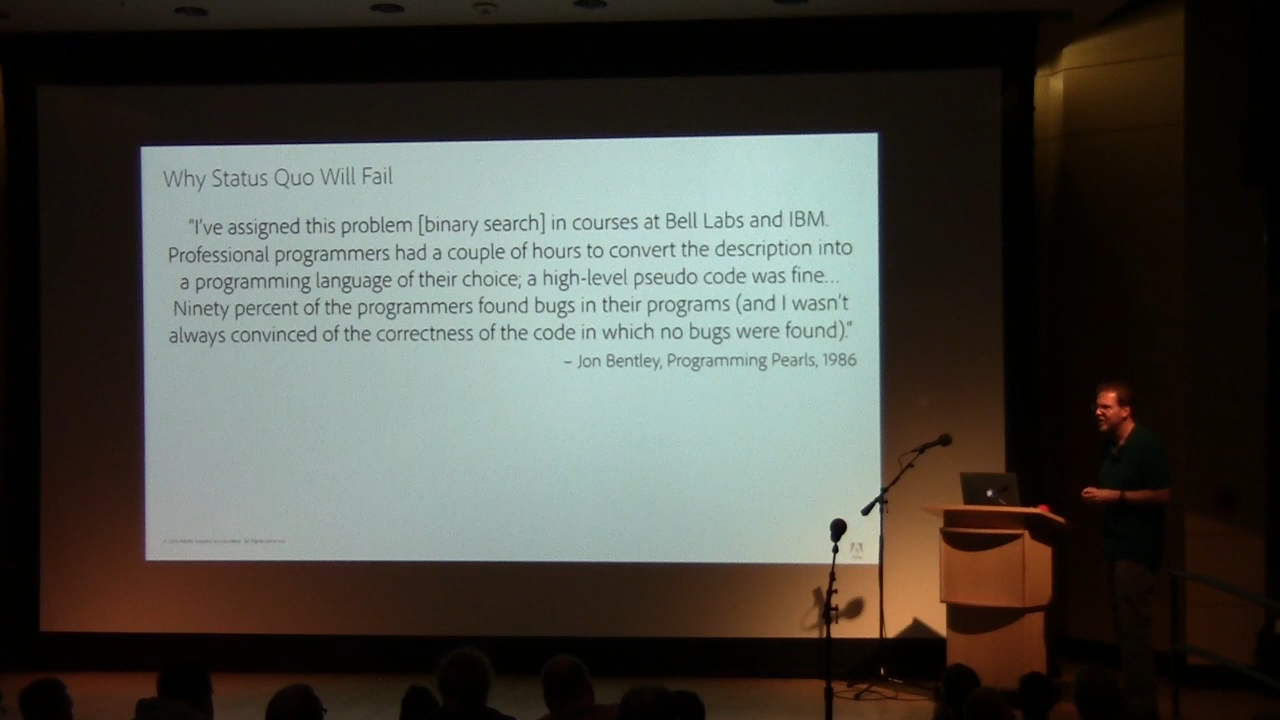 Why Status Quo Will Fail
"I've assigned this problem [binary search] in courses at Bell Labs and IBM.
Professional programmers had a couple of hours to convert the description into
a programming language of their choice; a high-level pseudo code was fine...
Ninety percent of the programmers found bugs in their programs (and I wasn't
always convinced of the correctness of the code in which no bugs were found)."
– Jon Bentley, Programming Pearls, 1986